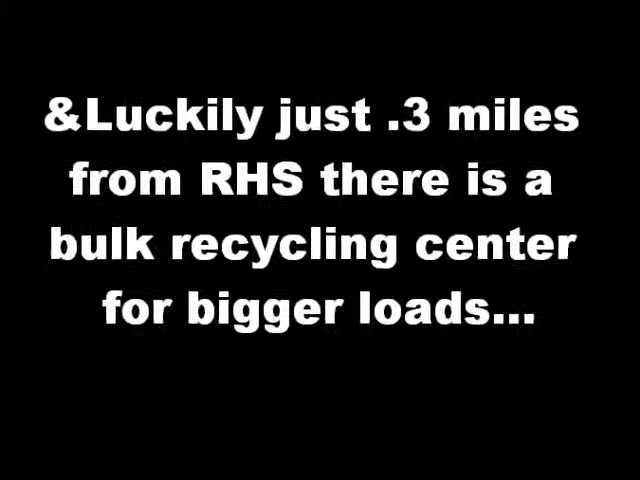 &Luckily just .3 miles
from RHS there is a
bulk recycling center
for bigger loads...